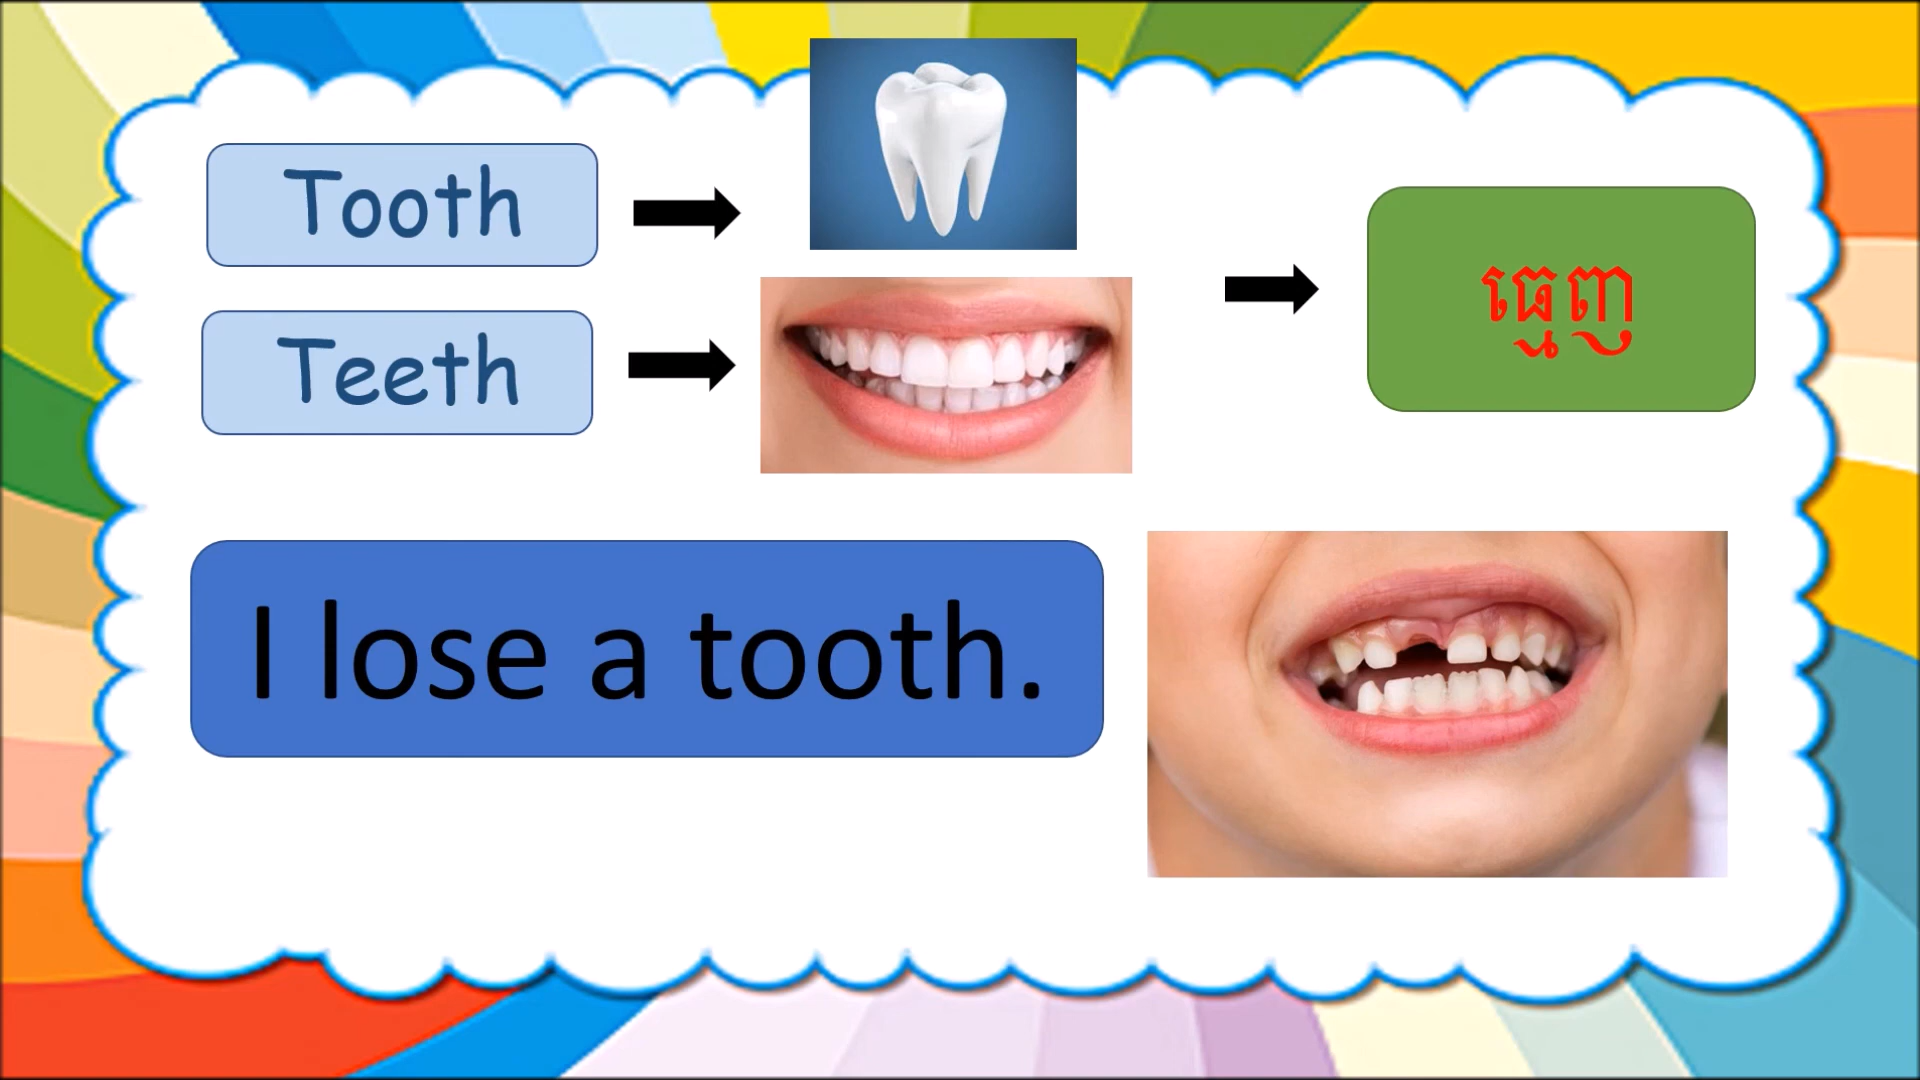 Tooth
Teeth
ធ្មេញ
I lose a tooth.